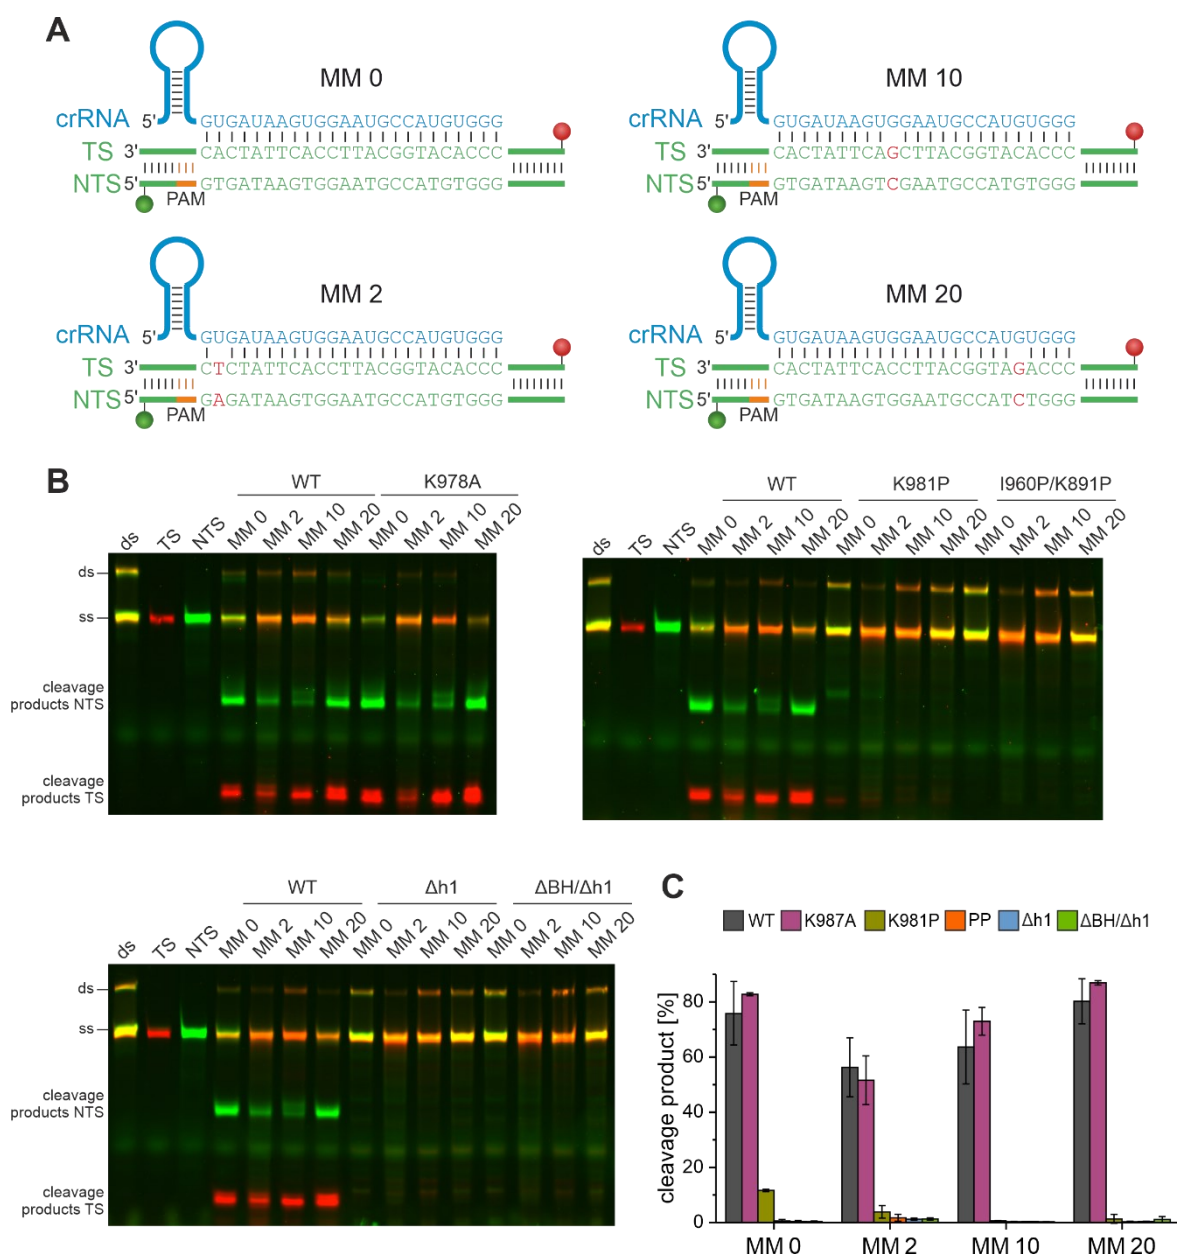 A
MM 0
crRNA 5' GUGAUAAGUGGAAUGCCAUGUGGG
TS 3' CACTATTCACCTTACGGTACACCC
NTS 5' GTGATAAGTGGAATGCCATGTGGG
PAM
MM 10
crRNA 5' GUGAUAAGUGGAAUGCCAUGUGGG
TS 3' CACTATTCAGCTTACGGTACACCC
NTS 5' GTGATAAGTCGAATGCCATGTGGG
PAM
MM 2
crRNA 5' GUGAUAAGUGGAAUGCCAUGUGGG
TS 3' CTCTATTCACCTTACGGTACACCC
NTS 5' GAGATAAGTGGAATGCCATGTGGG
PAM
MM 20
crRNA 5' GUGAUAAGUGGAAUGCCAUGUGGG
TS 3' CACTATTCACCTTACGGTAGACCC
NTS 5' GTGATAAGTGGAATGCCATCTGGG
PAM
B
WT K978A
ds TS NTS MM 0 MM 2 MM 10 MM 20 MM 0 MM 2 MM 10 MM 20
ds
ss
cleavage
products NTS
cleavage
products TS
WT K981P I960P/K891P
ds TS NTS MM 0 MM 2 MM 10 MM 20 MM 0 MM 2 MM 10 MM 20 MM 0 MM 2 MM 10 MM 20
WT Δh1 ΔBH/Δh1
ds TS NTS MM 0 MM 2 MM 10 MM 20 MM 0 MM 2 MM 10 MM 20 MM 0 MM 2 MM 10 MM 20
ds
ss
cleavage
products NTS
cleavage
products TS
C
WT K987A K981P PP Δh1 ΔBH/Δh1
cleavage product [%]
80
60
40
20
0
MM 0 MM 2 MM 10 MM 20